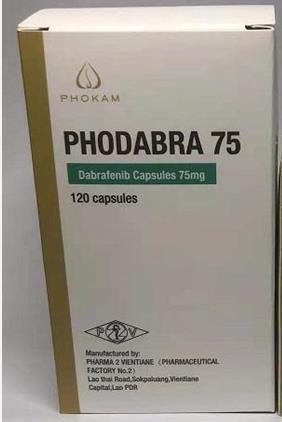 PHOKAM
PHODABRA 75
Dabrafenib Capsules 75mg
120 capsules
P V
Manufactured by:
PHARMA 2 VIENTIANE (PHARMACEUTICAL
FACTORY No.2)
Lao thai Road,Sokpaluang,Vientiane
Capital,Lao PDR